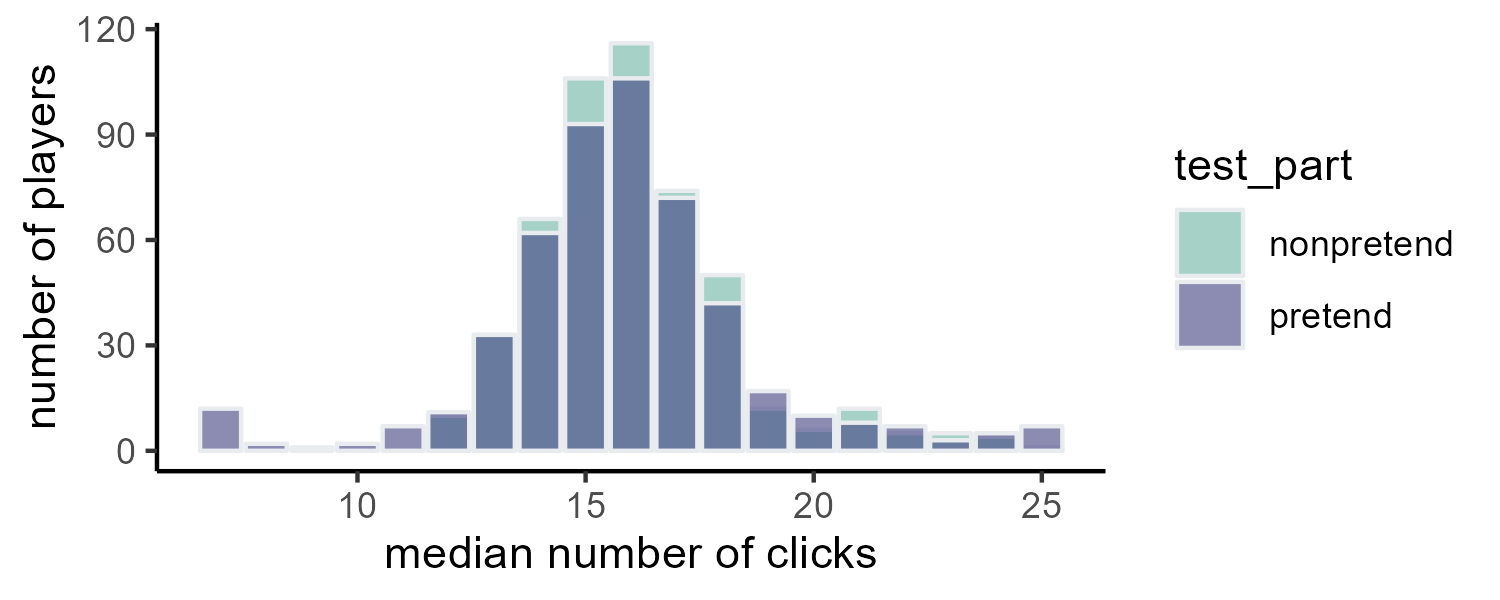 number of players
120
90
60
30
0
10 15 20 25
median number of clicks
test_part
nonpretend
pretend